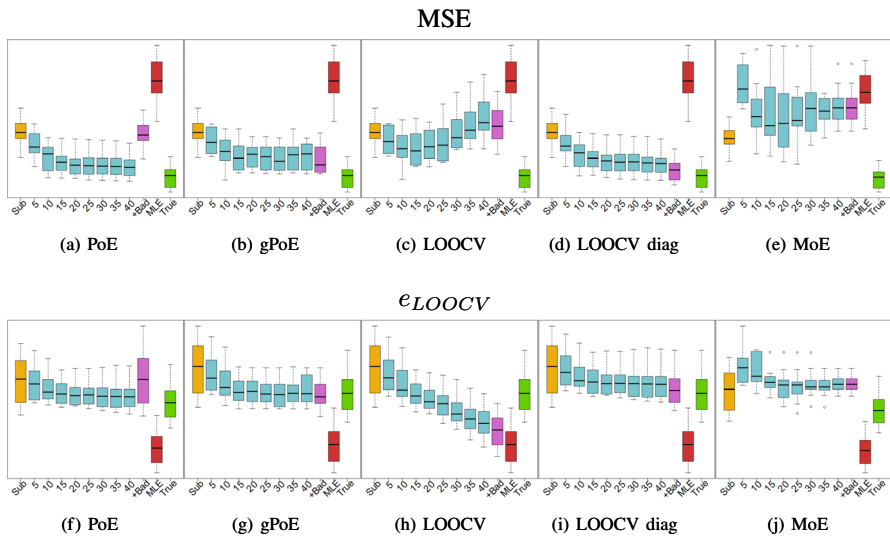 MSE
Sub 5 10 15 20 25 30 35 40 +Bad MLE True
Sub 5 10 15 20 25 30 35 40 +Bad MLE True
Sub 5 10 15 20 25 30 35 40 +Bad MLE True
Sub 5 10 15 20 25 30 35 40 +Bad MLE True
Sub 5 10 15 20 25 30 35 40 +Bad MLE True
(a) PoE
(b) gPoE
(c) LOOCV
(d) LOOCV diag
(e) MoE
e_LOOCV
Sub 5 10 15 20 25 30 35 40 +Bad MLE True
Sub 5 10 15 20 25 30 35 40 +Bad MLE True
Sub 5 10 15 20 25 30 35 40 +Bad MLE True
Sub 5 10 15 20 25 30 35 40 +Bad MLE True
Sub 5 10 15 20 25 30 35 40 +Bad MLE True
(f) PoE
(g) gPoE
(h) LOOCV
(i) LOOCV diag
(j) MoE